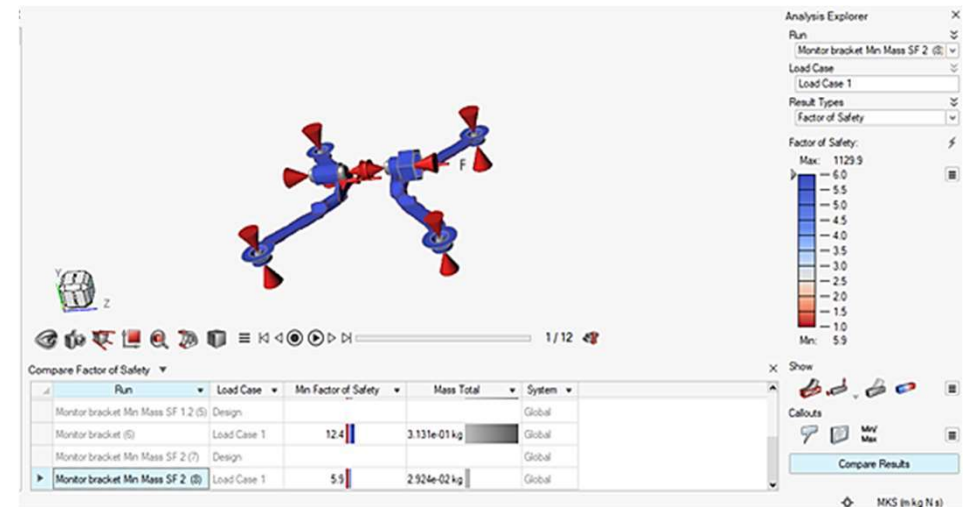 Analysis Explorer
Run
Monitor bracket Min Mass SF 2 (8)
Load Case
Load Case 1
Result Types
Factor of Safety
Factor of Safety:
Max: 1129.9
6.0
5.5
5.0
4.5
4.0
3.5
3.0
2.5
2.0
1.5
1.0
Min: 5.9
F
Y
Z
1 / 12
Compare Factor of Safety
Run Load Case Min Factor of Safety Mass Total System
Monitor bracket Min Mass SF 1.2 (5) Design Global
Monitor bracket (6) Load Case 1 12.4 3.131e-01 kg Global
Monitor bracket Min Mass SF 2 (7) Design Global
Monitor bracket Min Mass SF 2 (8) Load Case 1 5.9 2.924e-02 kg Global
Show
Callouts
Min/
Max
Compare Results
MKS (m kg N s)